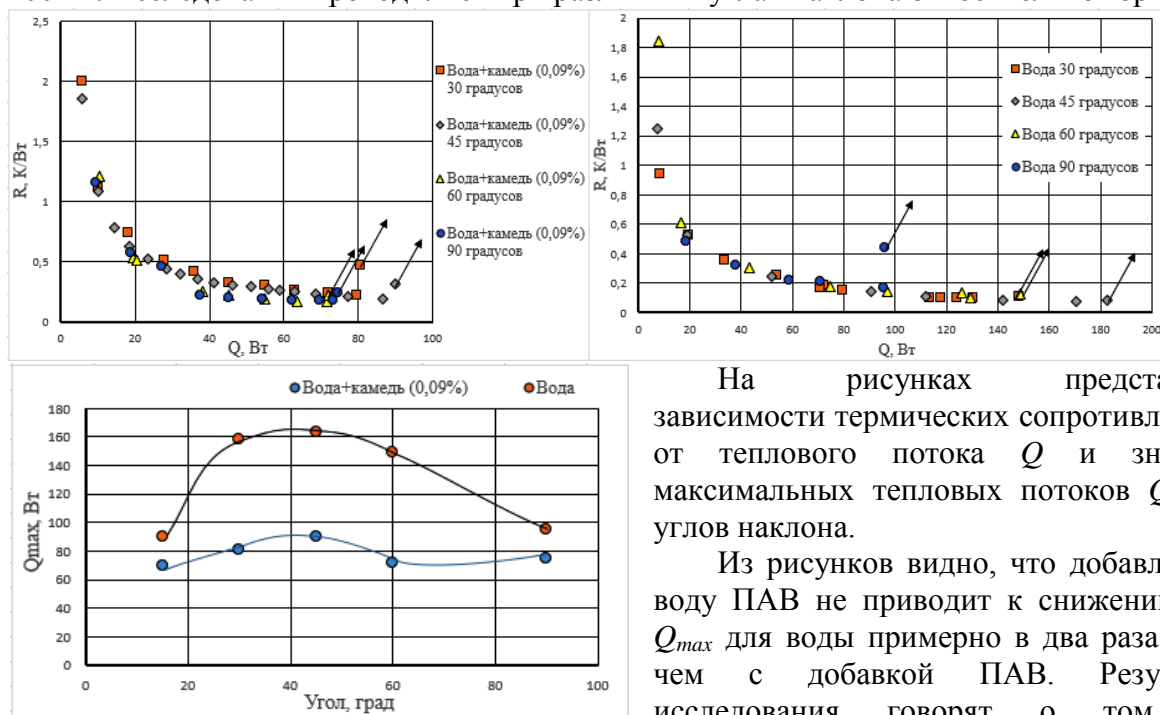 2,5
2
1,5
1
0,5
0
R, К/Вт
0 20 40 60 80 100
Q, Вт
Вода+камедь (0,09%)
30 градусов
Вода+камедь (0,09%)
45 градусов
Вода+камедь (0,09%)
60 градусов
Вода+камедь (0,09%)
90 градусов
2
1,8
1,6
1,4
1,2
1
0,8
0,6
0,4
0,2
0
R, К/Вт
0 20 40 60 80 100 120 140 160 180 200
Q, Вт
Вода 30 градусов
Вода 45 градусов
Вода 60 градусов
Вода 90 градусов
Вода+камедь (0,09%) Вода
180
160
140
120
100
80
60
40
20
0
Qmax, Вт
0 20 40 60 80 100
Угол, град
На рисунках предста
зависимости термических сопротивл
от теплового потока Q и зн
максимальных тепловых потоков Q
углов наклона.
Из рисунков видно, что добавл
воду ПАВ не приводит к снижени
Qmax для воды примерно в два раза
чем с добавкой ПАВ. Резу
исследования говорят о том